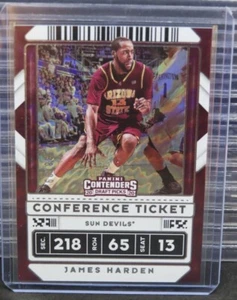 ARIZONA
STATE
13
PANINI
CONTENDERS
DRAFT PICKS
CONFERENCE TICKET
SUN DEVILS
SEC. 218 ROW 65 SEAT 13
JAMES HARDEN